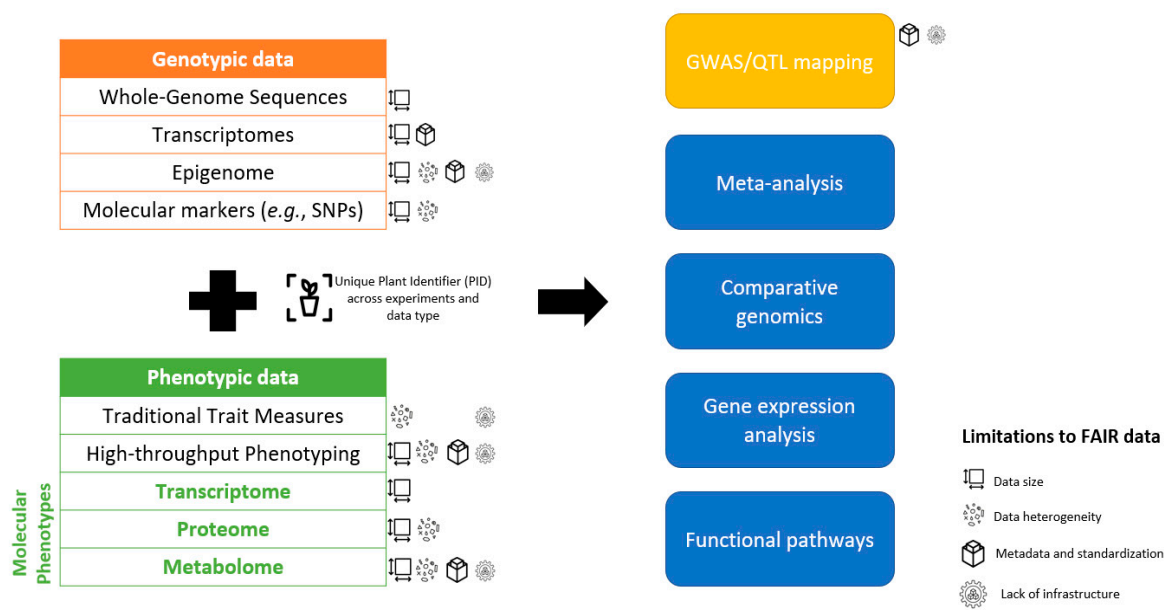 Genotypic data
Whole-Genome Sequences
Transcriptomes
Epigenome
Molecular markers (e.g., SNPs)
Unique Plant Identifier (PID)
across experiments and
data type
Phenotypic data
Traditional Trait Measures
High-throughput Phenotyping
Transcriptome
Proteome
Metabolome
Molecular
Phenotypes
GWAS/QTL mapping
Meta-analysis
Comparative
genomics
Gene expression
analysis
Functional pathways
Limitations to FAIR data
Data size
Data heterogeneity
Metadata and standardization
Lack of infrastructure